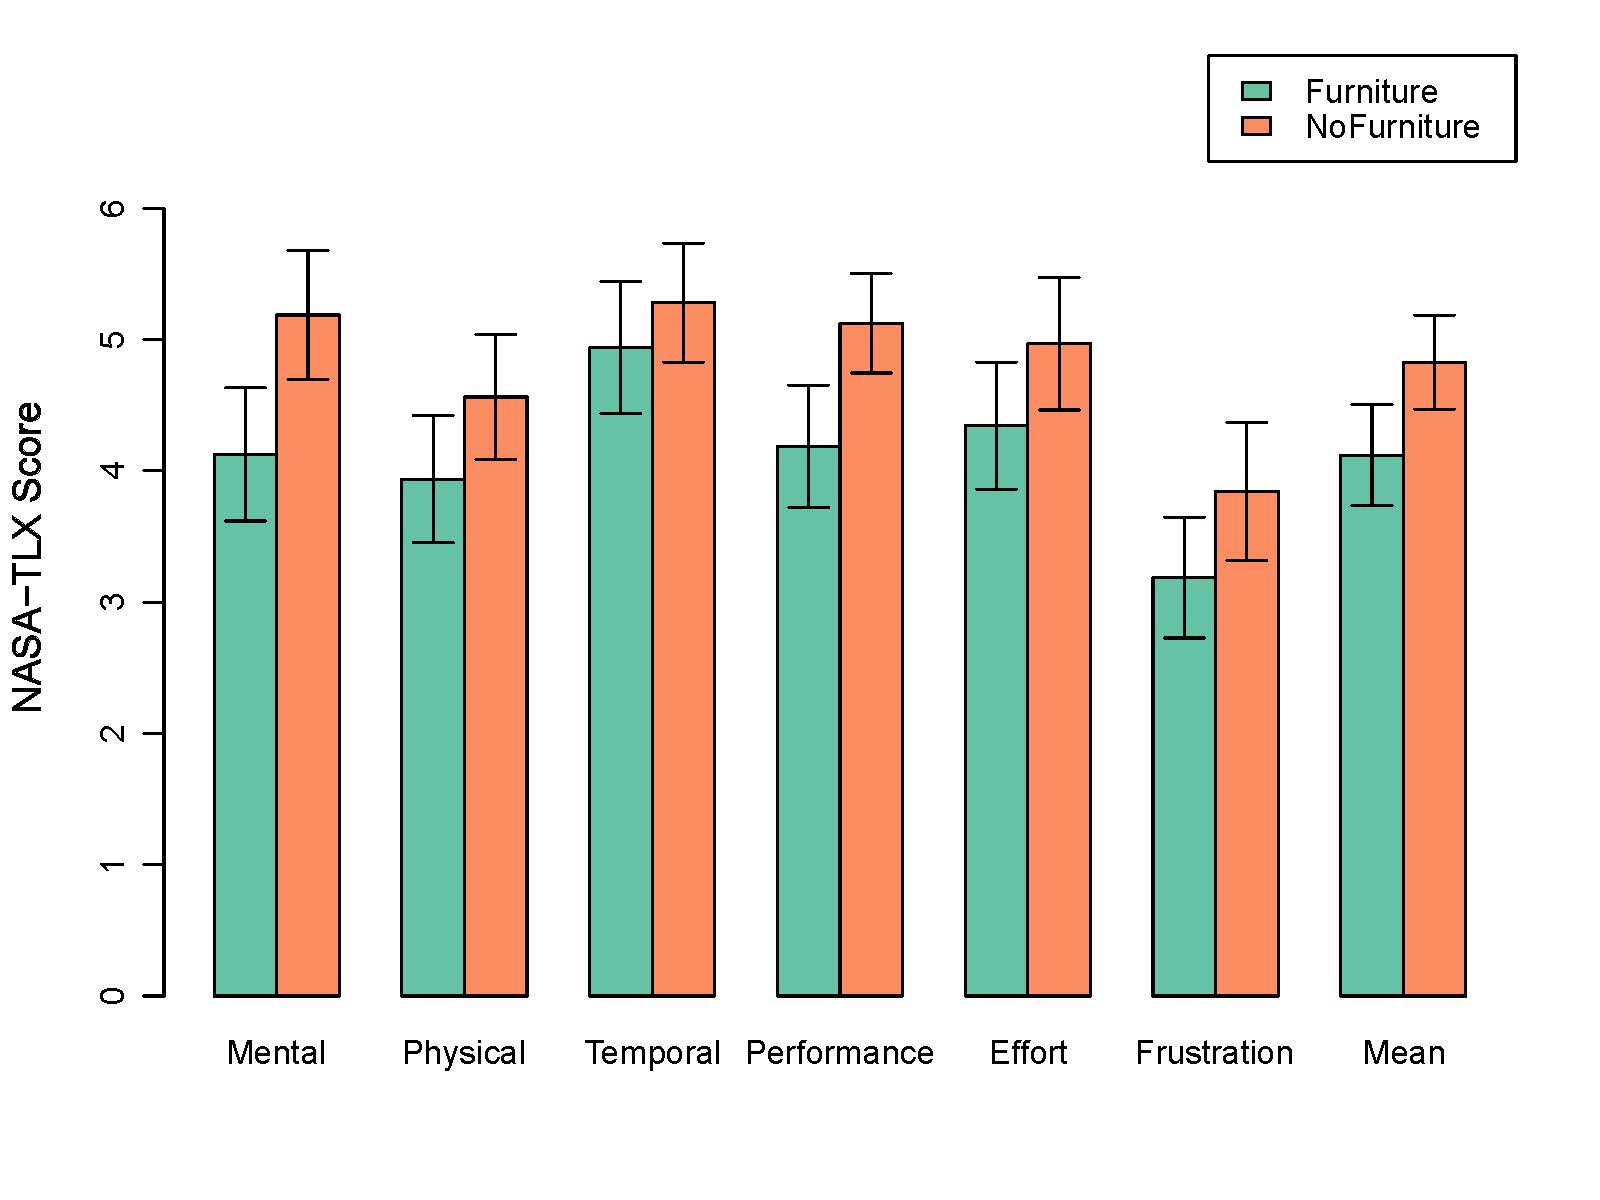 Furniture
NoFurniture
NASA−TLX Score
6
5
4
3
2
1
0
Mental Physical Temporal Performance Effort Frustration Mean